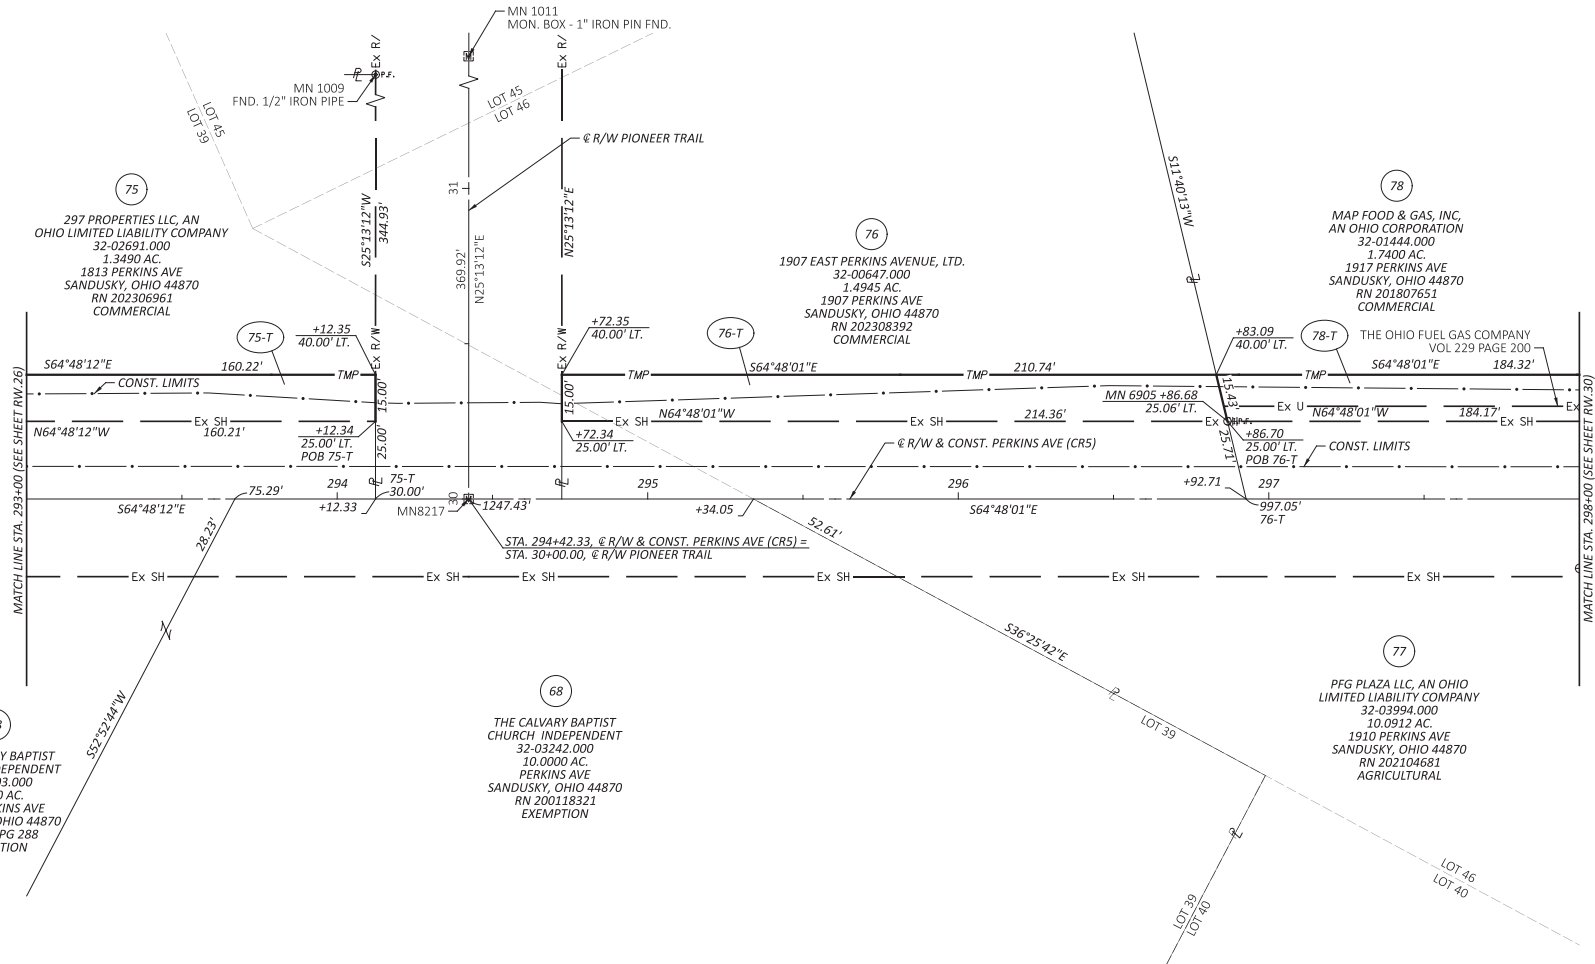 MN 1011
MON. BOX - 1" IRON PIN FND.
Ex R/
Ex R/
P.F.
MN 1009
FND. 1/2" IRON PIPE
LOT 45
LOT 39
LOT 45
LOT 46
℄ R/W PIONEER TRAIL
31
S25°13'12"W
344.93'
369.92'
N25°13'12"E
N25°13'12"E
S11°40'13"W
75
297 PROPERTIES LLC, AN
OHIO LIMITED LIABILITY COMPANY
32-02691.000
1.3490 AC.
1813 PERKINS AVE
SANDUSKY, OHIO 44870
RN 202306961
COMMERCIAL
76
1907 EAST PERKINS AVENUE, LTD.
32-00647.000
1.4945 AC.
1907 PERKINS AVE
SANDUSKY, OHIO 44870
RN 202308392
COMMERCIAL
78
MAP FOOD & GAS, INC,
AN OHIO CORPORATION
32-01444.000
1.7400 AC.
1917 PERKINS AVE
SANDUSKY, OHIO 44870
RN 201807651
COMMERCIAL
75-T
+12.35
40.00' LT.
Ex R/W
Ex R/W
+72.35
40.00' LT.
76-T
+83.09
40.00' LT.
78-T
THE OHIO FUEL GAS COMPANY
VOL 229 PAGE 200
S64°48'12"E
160.22'
TMP
TMP
S64°48'01"E
TMP
210.74'
TMP
S64°48'01"E
184.32'
CONST. LIMITS
15.00'
15.00'
15.43'
MN 6905 +86.68
25.06' LT.
Ex U
N64°48'01"W
184.17'
Ex
N64°48'12"W
Ex SH
160.21'
Ex SH
N64°48'01"W
Ex SH
214.36'
Ex SH
Ex SH
+12.34
25.00' LT.
POB 75-T
25.00'
+72.34
25.00' LT.
℄ R/W & CONST. PERKINS AVE (CR5)
25.71'
+86.70
25.00' LT.
POB 76-T
CONST. LIMITS
75.29'
294
75-T
30.00'
30
295
296
+92.71
297
S64°48'12"E
+12.33
MN8217
1247.43'
+34.05
S64°48'01"E
997.05'
76-T
28.23'
52.61'
STA. 294+42.33, ℄ R/W & CONST. PERKINS AVE (CR5) =
STA. 30+00.00, ℄ R/W PIONEER TRAIL
Ex SH
Ex SH
Ex SH
Ex SH
Ex SH
Ex SH
MATCH LINE STA. 293+00 (SEE SHEET RW.26)
MATCH LINE STA. 298+00 (SEE SHEET RW.30)
S52°52'44"W
S36°25'42"E
68
THE CALVARY BAPTIST
CHURCH INDEPENDENT
32-03242.000
10.0000 AC.
PERKINS AVE
SANDUSKY, OHIO 44870
RN 200118321
EXEMPTION
77
PFG PLAZA LLC, AN OHIO
LIMITED LIABILITY COMPANY
32-03994.000
10.0912 AC.
1910 PERKINS AVE
SANDUSKY, OHIO 44870
RN 202104681
AGRICULTURAL
Y BAPTIST
EPENDENT
3.000
AC.
INS AVE
HIO 44870
PG 288
TION
LOT 39
LOT 46
LOT 40
LOT 39
LOT 40